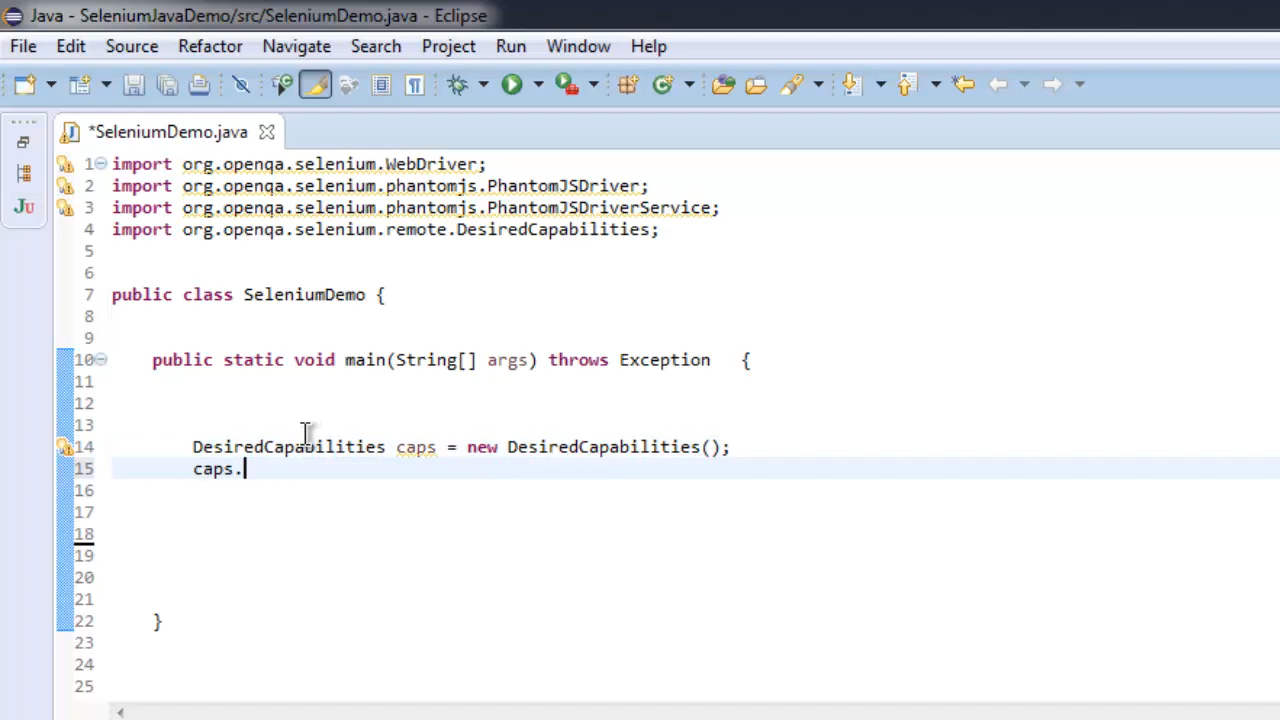 Java - SeleniumJavaDemo/src/SeleniumDemo.java - Eclipse
File Edit Source Refactor Navigate Search Project Run Window Help
*SeleniumDemo.java
1 import org.openqa.selenium.WebDriver;
2 import org.openqa.selenium.phantomjs.PhantomJSDriver;
3 import org.openqa.selenium.phantomjs.PhantomJSDriverService;
4 import org.openqa.selenium.remote.DesiredCapabilities;
5
6
7 public class SeleniumDemo {
8
9
10 public static void main(String[] args) throws Exception {
11
12
13
14 DesiredCapabilities caps = new DesiredCapabilities();
15 caps.
16
17
18
19
20
21
22 }
23
24
25
JU